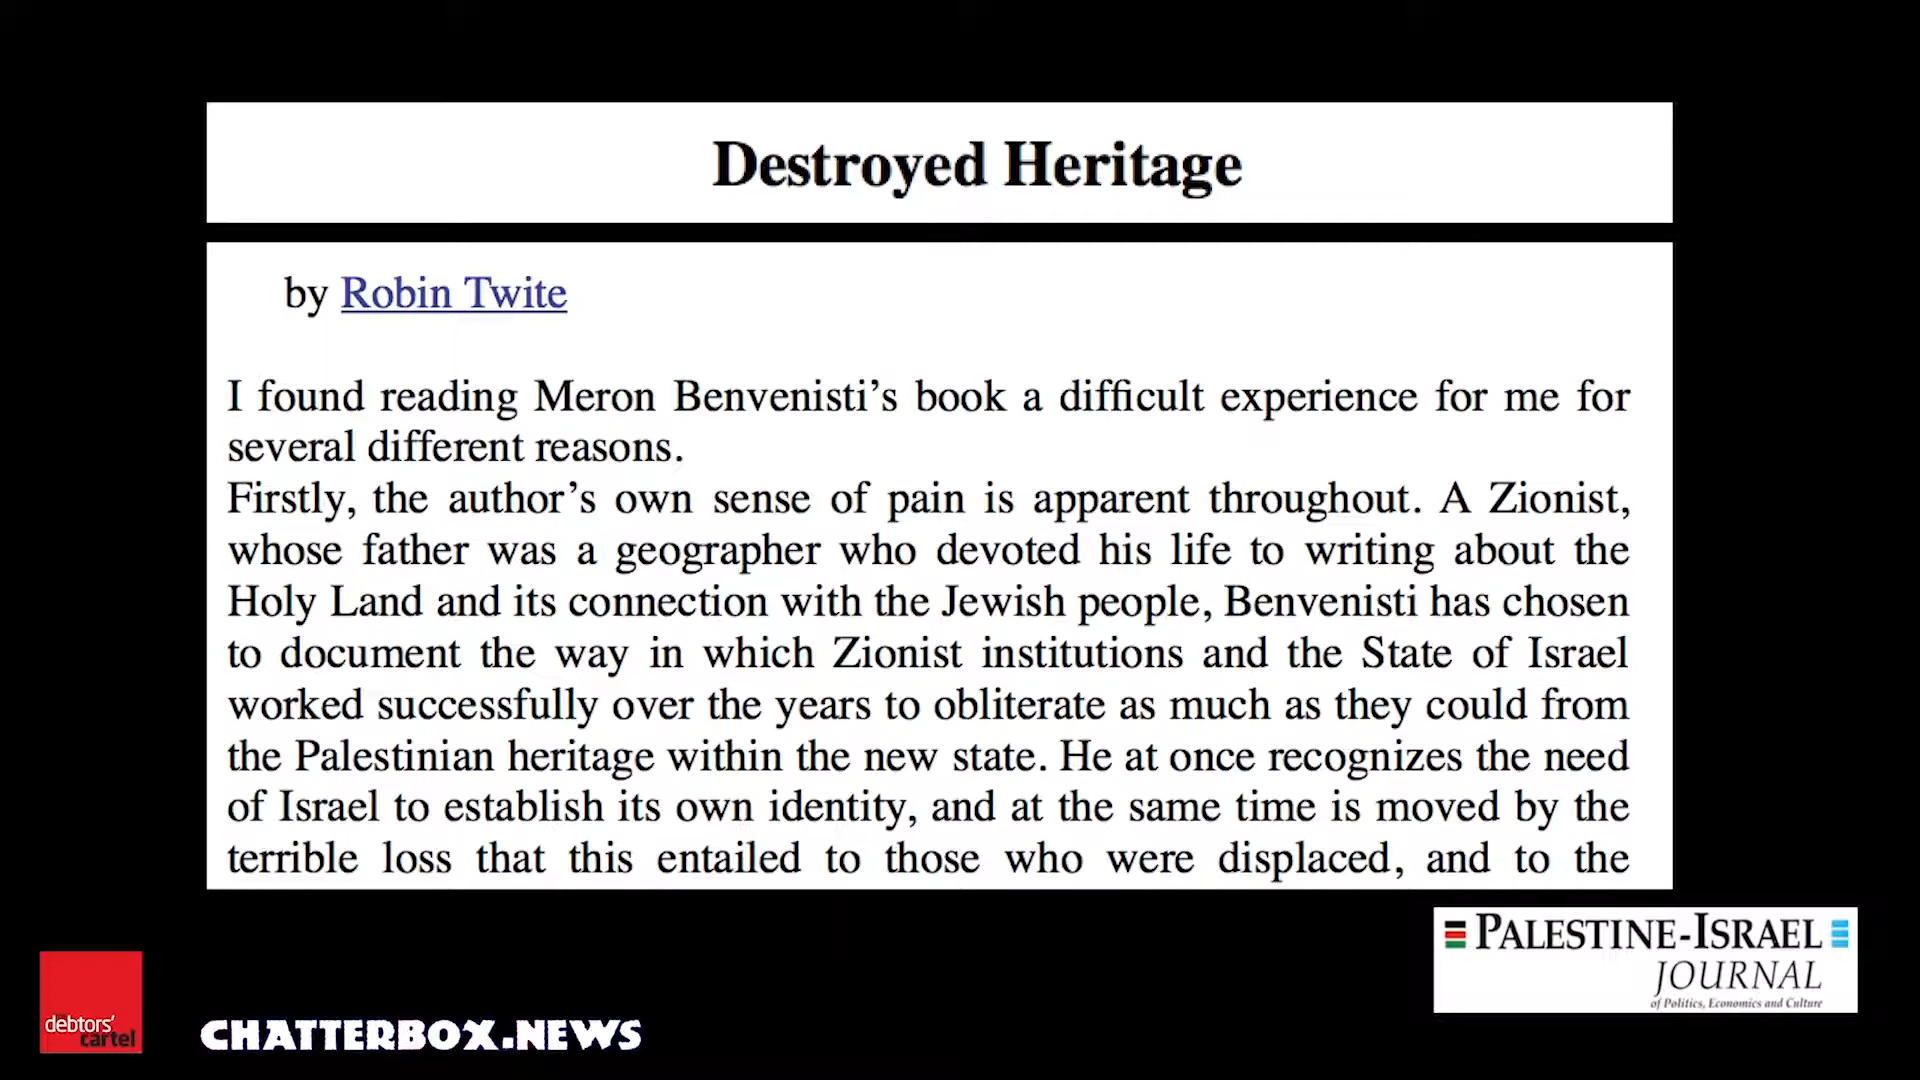 Destroyed Heritage
by Robin Twite
I found reading Meron Benvenisti’s book a difficult experience for me for
several different reasons.
Firstly, the author’s own sense of pain is apparent throughout. A Zionist,
whose father was a geographer who devoted his life to writing about the
Holy Land and its connection with the Jewish people, Benvenisti has chosen
to document the way in which Zionist institutions and the State of Israel
worked successfully over the years to obliterate as much as they could from
the Palestinian heritage within the new state. He at once recognizes the need
of Israel to establish its own identity, and at the same time is moved by the
terrible loss that this entailed to those who were displaced, and to the
PALESTINE-ISRAEL
JOURNAL
of Politics, Economics and Culture
debtors’
cartel
CHATTERBOX.NEWS